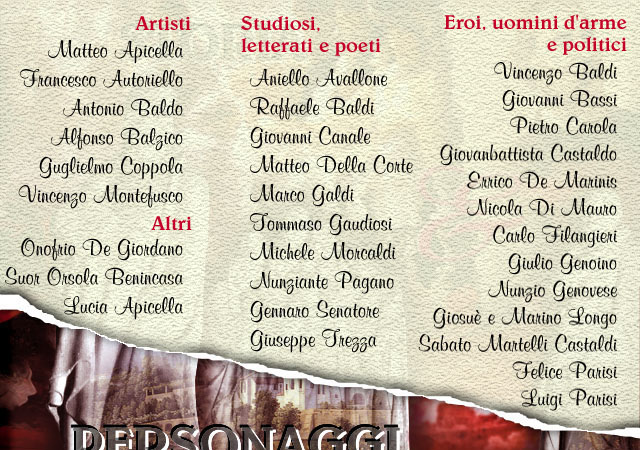 Artisti
Matteo Apicella
Francesco Autoriello
Antonio Baldo
Alfonso Balzico
Guglielmo Coppola
Vincenzo Montefusco
Altri
Onofrio De Giordano
Suor Orsola Benincasa
Lucia Apicella
Studiosi,
letterati e poeti
Aniello Avallone
Raffaele Baldi
Giovanni Canale
Matteo Della Corte
Marco Galdi
Tommaso Gaudiosi
Michele Morcaldi
Nunziante Pagano
Gennaro Senatore
Giuseppe Trezza
Eroi, uomini d'arme
e politici
Vincenzo Baldi
Giovanni Bassi
Pietro Carola
Giovanbattista Castaldo
Errico De Marinis
Nicola Di Mauro
Carlo Filangieri
Giulio Genoino
Nunzio Genovese
Giosuè e Marino Longo
Sabato Martelli Castaldi
Felice Parisi
Luigi Parisi
PERSONAGGI